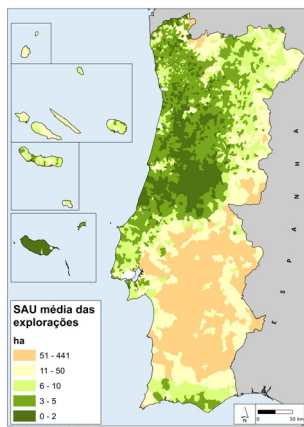 E S P A N H A
SAU média das
explorações
ha
51 - 441
11 - 50
6 - 10
3 - 5
0 - 2
N
0 50 km